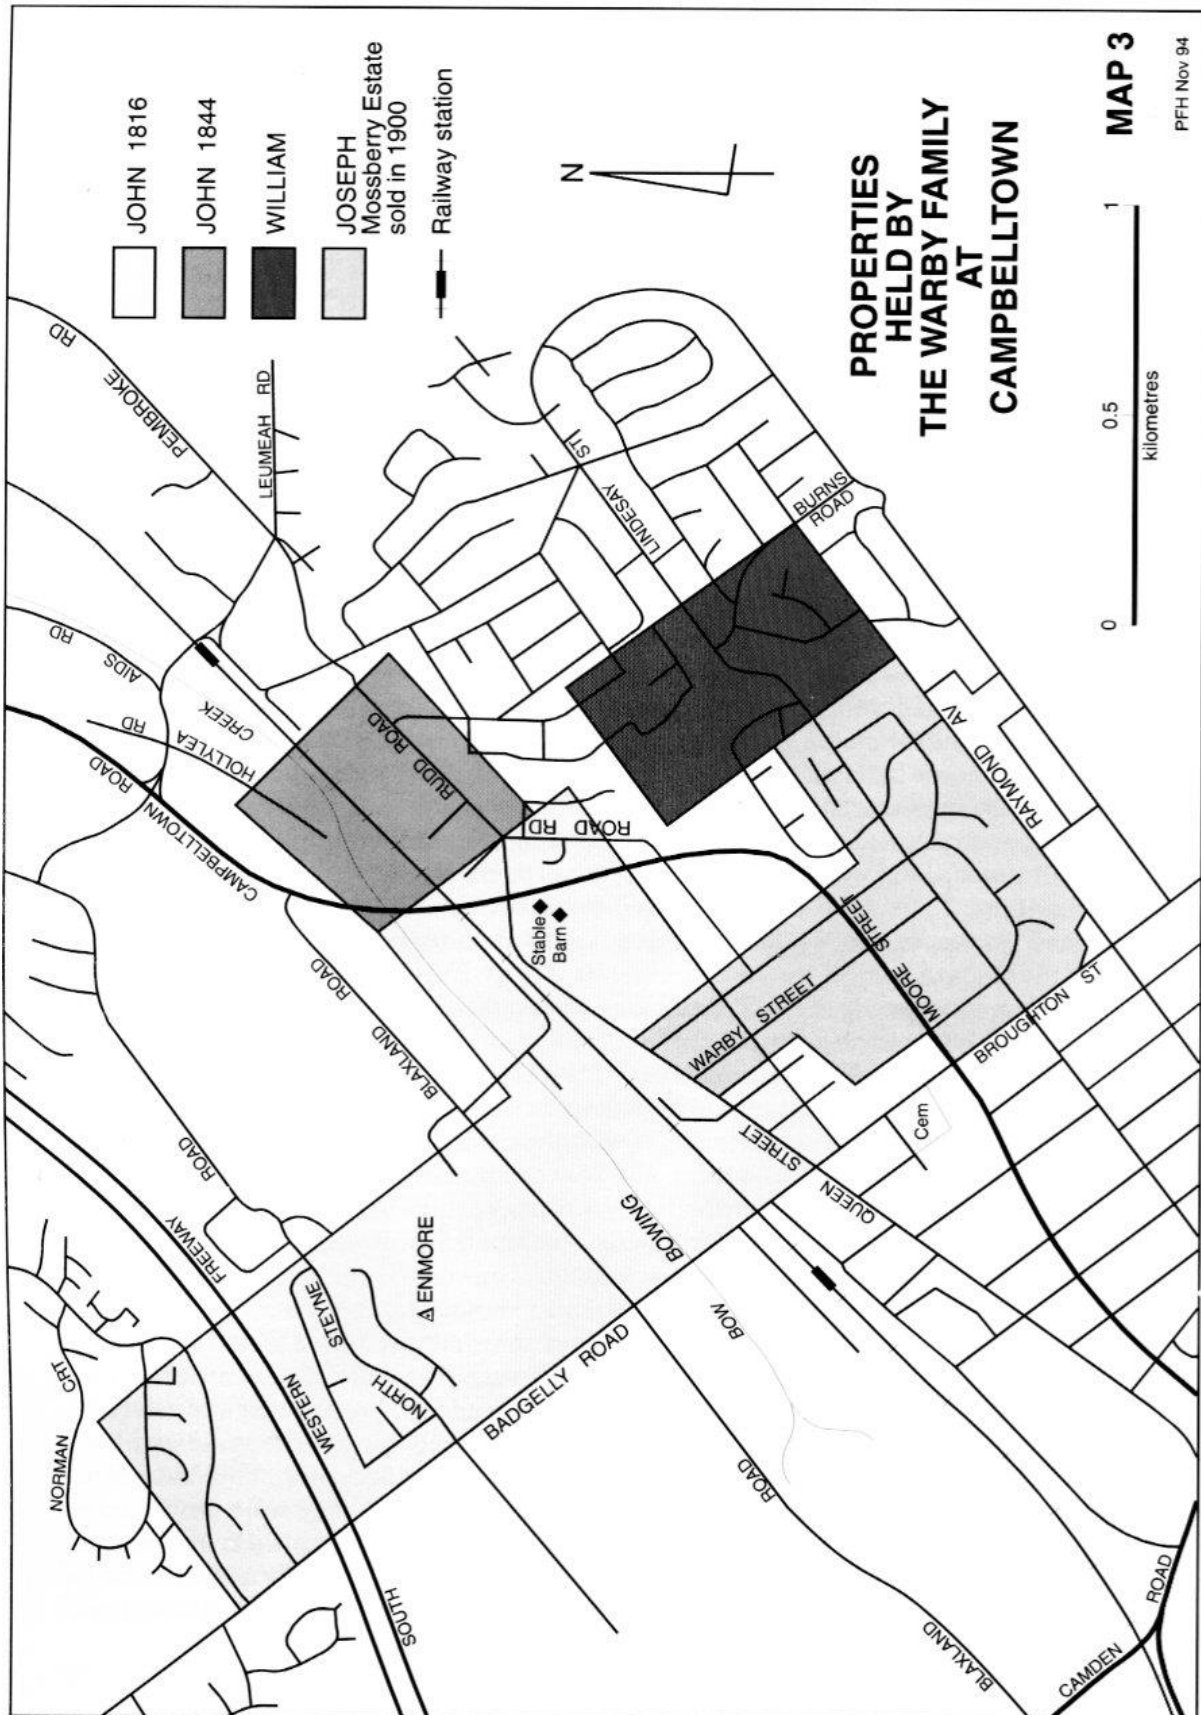 JOHN 1816
JOHN 1844
WILLIAM
JOSEPH
Mossberry Estate
sold in 1900
Railway station
N
PROPERTIES
HELD BY
THE WARBY FAMILY
AT
CAMPBELLTOWN
MAP 3
PFH Nov 94
0 0.5 1
kilometres
NORMAN CRT
FREEWAY
WESTERN
SOUTH
ROAD
STEYNE
NORTH
ENMORE
BADGELLY ROAD
BLAXLAND ROAD
CAMPBELLTOWN ROAD
HOLLYLEA RD
AIDS RD
CREEK
PEMBROKE RD
LEUMEAH RD
RUDD ROAD
ROAD RD
Stable
Barn
LINDESAY ST
BURNS
ROAD
RAYMOND AV
WARBY STREET
MOORE STREET
BROUGHTON ST
Cem
QUEEN STREET
BOW BOWING
BLAXLAND ROAD
CAMDEN ROAD